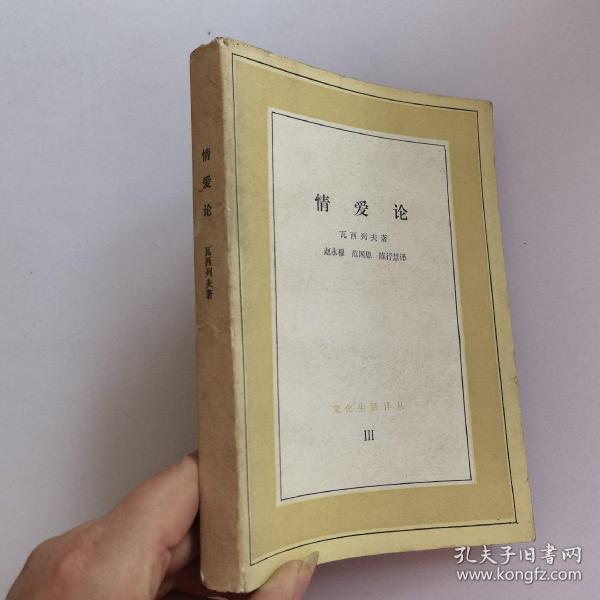 情爱论
瓦西列夫著
情爱论
瓦西列夫著
赵永穆 范国恩 陈行慧译
文化生活译丛
III
孔夫子旧书网
www.kongfz.com